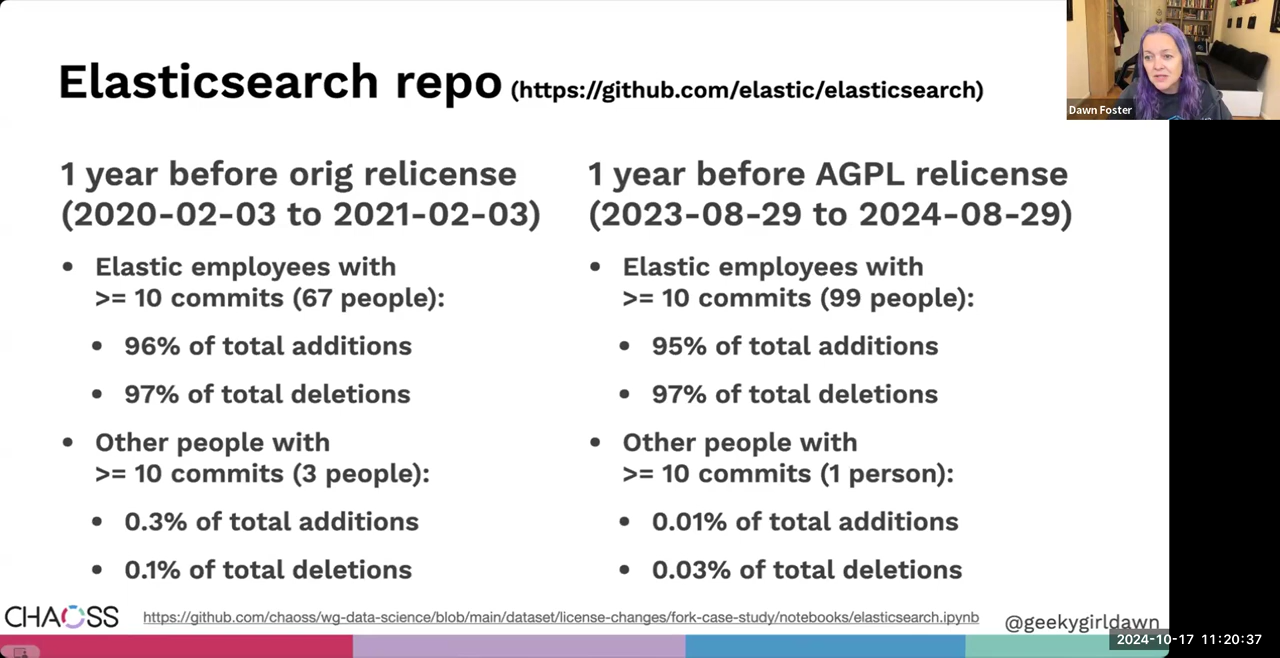 Elasticsearch repo (https://github.com/elastic/elasticsearch)
Dawn Foster
1 year before orig relicense
(2020-02-03 to 2021-02-03)
• Elastic employees with
>= 10 commits (67 people):
• 96% of total additions
• 97% of total deletions
• Other people with
>= 10 commits (3 people):
• 0.3% of total additions
• 0.1% of total deletions
1 year before AGPL relicense
(2023-08-29 to 2024-08-29)
• Elastic employees with
>= 10 commits (99 people):
• 95% of total additions
• 97% of total deletions
• Other people with
>= 10 commits (1 person):
• 0.01% of total additions
• 0.03% of total deletions
CHAOSS
https://github.com/chaoss/wg-data-science/blob/main/dataset/license-changes/fork-case-study/notebooks/elasticsearch.ipynb
@geekygirldawn
2024-10-17 11:20:37